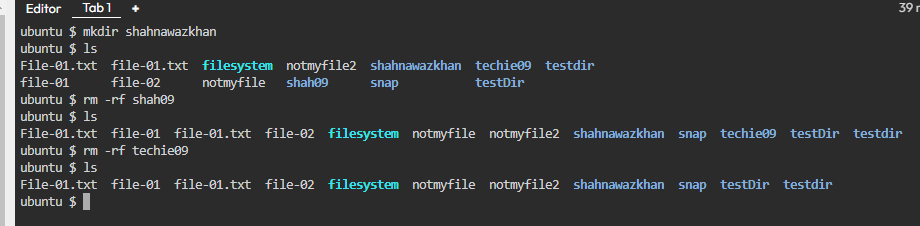 Editor Tab 1 + 39 m
ubuntu $ mkdir shahnawazkhan
ubuntu $ ls
File-01.txt file-01.txt filesystem notmyfile2 shahnawazkhan techie09 testdir
file-01 file-02 notmyfile shah09 snap testDir
ubuntu $ rm -rf shah09
ubuntu $ ls
File-01.txt file-01 file-01.txt file-02 filesystem notmyfile notmyfile2 shahnawazkhan snap techie09 testDir testdir
ubuntu $ rm -rf techie09
ubuntu $ ls
File-01.txt file-01 file-01.txt file-02 filesystem notmyfile notmyfile2 shahnawazkhan snap testDir testdir
ubuntu $